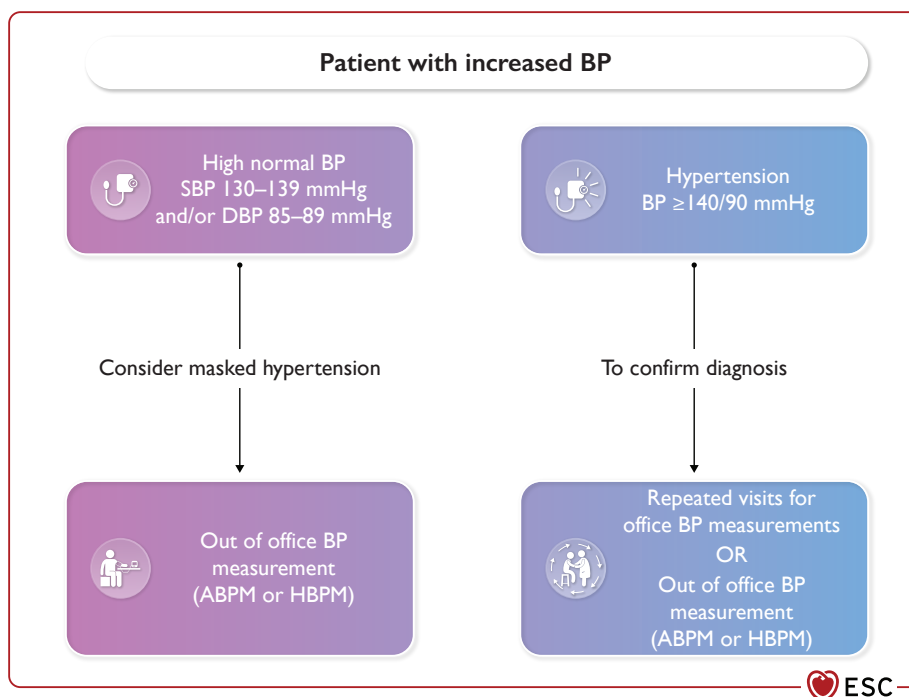 Patient with increased BP
High normal BP
SBP 130–139 mmHg
and/or DBP 85–89 mmHg
Hypertension
BP ≥140/90 mmHg
Consider masked hypertension
To confirm diagnosis
Out of office BP
measurement
(ABPM or HBPM)
Repeated visits for
office BP measurements
OR
Out of office BP
measurement
(ABPM or HBPM)
ESC